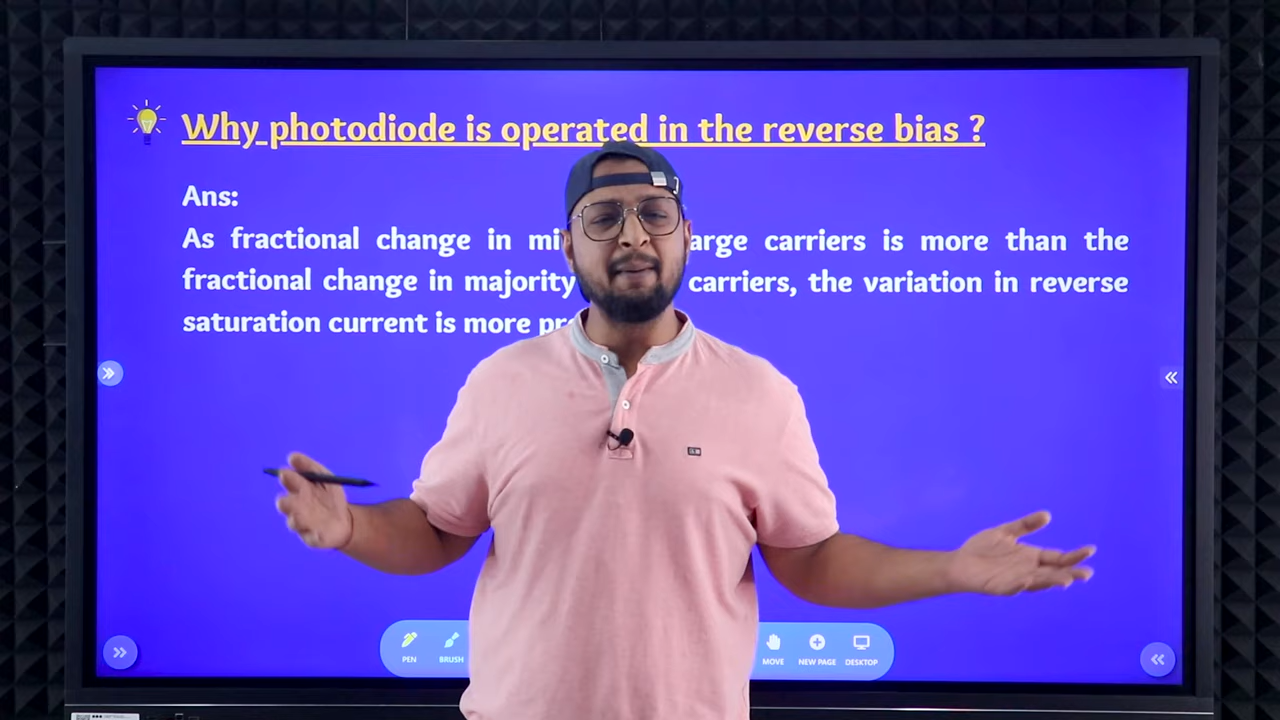 Why photodiode is operated in the reverse bias ?
Ans:
As fractional change in mi arge carriers is more than the
fractional change in majority carriers, the variation in reverse
saturation current is more pr
PEN BRUSH MOVE NEW PAGE DESKTOP